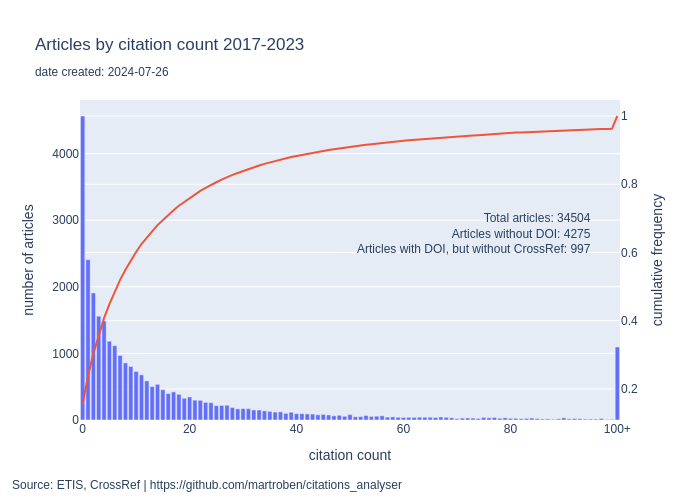 Articles by citation count 2017-2023
date created: 2024-07-26
number of articles
4000
3000
2000
1000
0
1
0.8
0.6
0.4
0.2
cumulative frequency
Total articles: 34504
Articles without DOI: 4275
Articles with DOI, but without CrossRef: 997
0 20 40 60 80 100+
citation count
Source: ETIS, CrossRef | https://github.com/martroben/citations_analyser